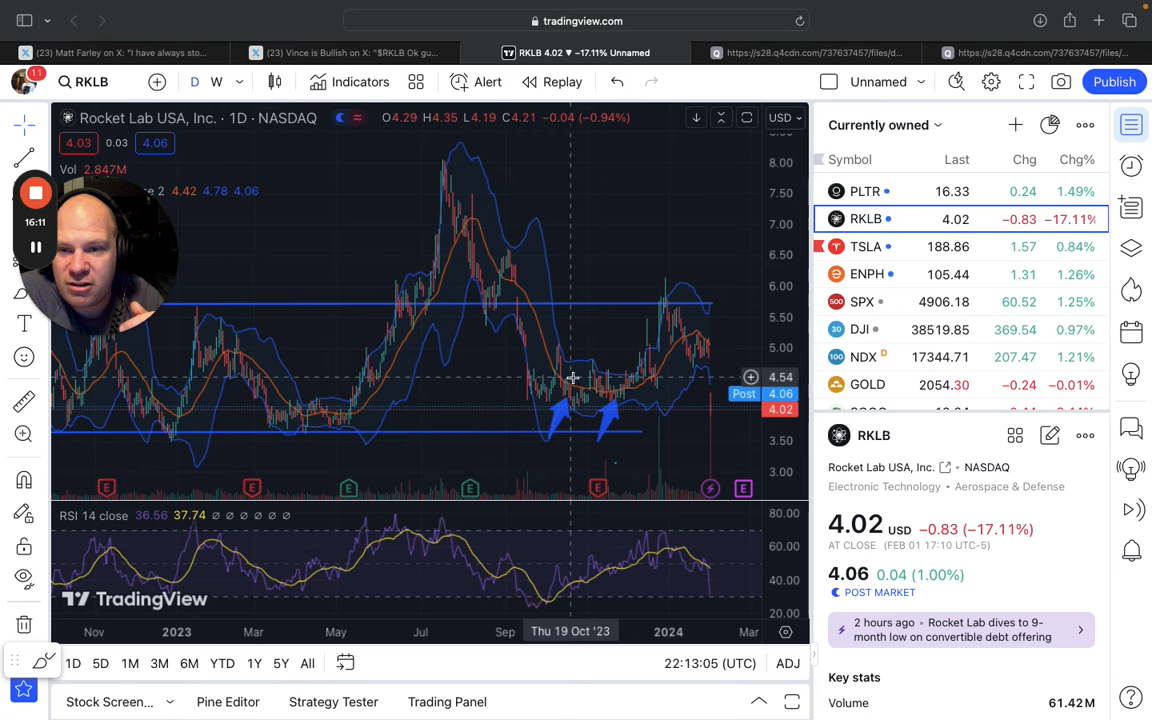 tradingview.com
(23) Matt Farley on X: "I have always sto...
(23) Vince is Bullish on X: "$RKLB Ok gu...
RKLB 4.02 ▼ −17.11% Unnamed
https://s28.q4cdn.com/737637457/files/d...
https://s28.q4cdn.com/737637457/files/...
11
RKLB
D W
Indicators
Alert
Replay
Unnamed
Publish
Rocket Lab USA, Inc. · 1D · NASDAQ
O4.29 H4.35 L4.19 C4.21 −0.04 (−0.94%)
USD
4.03 0.03 4.06
Vol 2.847M
2 4.42 4.78 4.06
16:11
8.00
7.50
7.00
6.50
6.00
5.50
5.00
4.54
Post 4.06
4.02
3.50
3.00
E E E E E E
RSI 14 close 36.56 37.74 ∅ ∅ ∅ ∅ ∅ ∅
80.00
60.00
40.00
20.00
TradingView
Nov 2023 Mar May Jul Sep Thu 19 Oct '23 2024 Mar
1D 5D 1M 3M 6M YTD 1Y 5Y All
22:13:05 (UTC) ADJ
Stock Screen... Pine Editor Strategy Tester Trading Panel
Currently owned
Symbol Last Chg Chg%
PLTR 16.33 0.24 1.49%
RKLB 4.02 −0.83 −17.11%
TSLA 188.86 1.57 0.84%
ENPH 105.44 1.31 1.26%
500 SPX 4906.18 60.52 1.25%
30 DJI 38519.85 369.54 0.97%
100 NDX D 17344.71 207.47 1.21%
GOLD 2054.30 −0.24 −0.01%
RKLB
Rocket Lab USA, Inc. · NASDAQ
Electronic Technology · Aerospace & Defense
4.02 USD −0.83 (−17.11%)
AT CLOSE (FEB 01 17:10 UTC-5)
4.06 0.04 (1.00%)
POST MARKET
2 hours ago · Rocket Lab dives to 9-
month low on convertible debt offering
Key stats
Volume 61.42M